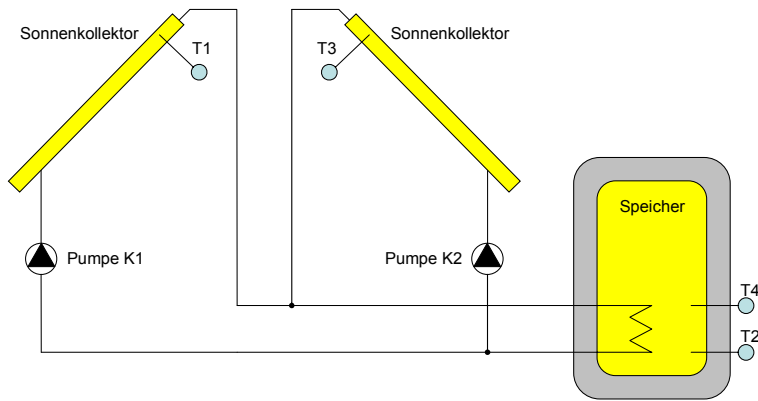 Sonnenkollektor
T1
T3
Sonnenkollektor
Speicher
Pumpe K1
Pumpe K2
T4
T2